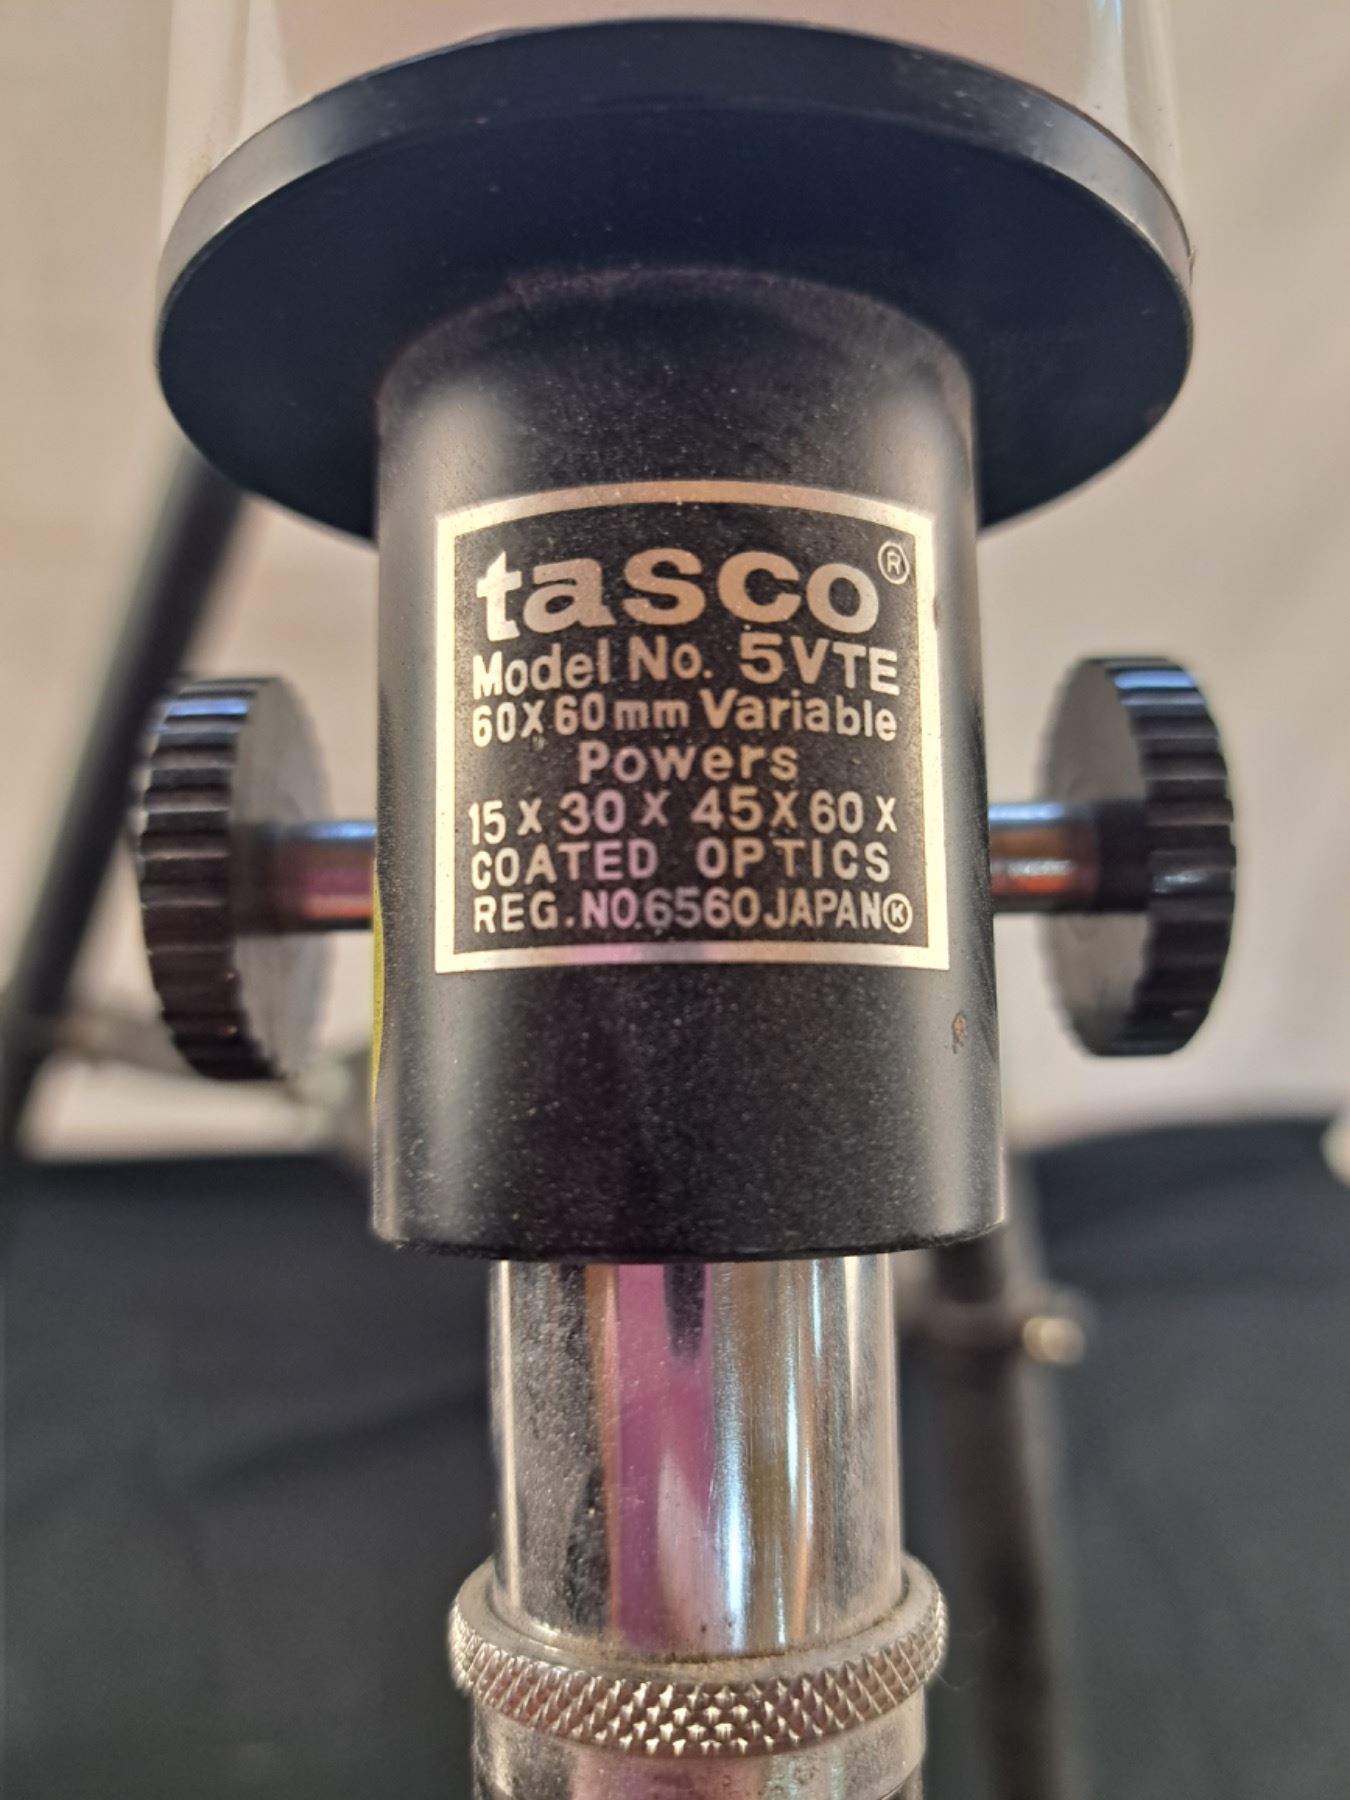 tasco®
Model No. 5VTE
60X60mm Variable
Powers
15 X 30 X 45 X 60 X
COATED OPTICS
REG. NO. 6560 JAPAN Ⓚ